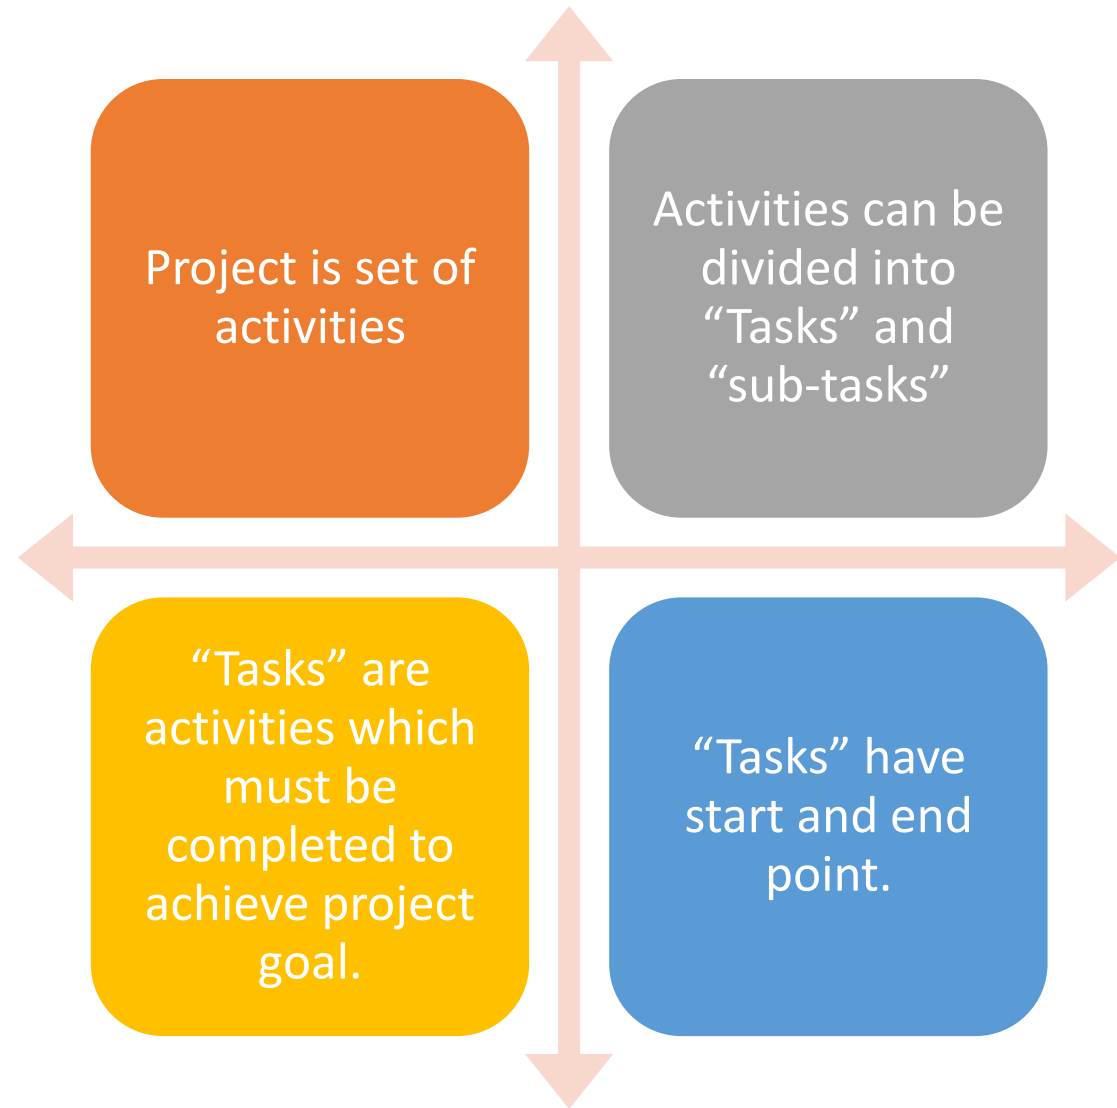 Project is set of
activities
Activities can be
divided into
“Tasks” and
“sub-tasks”
“Tasks” are
activities which
must be
completed to
achieve project
goal.
“Tasks” have
start and end
point.